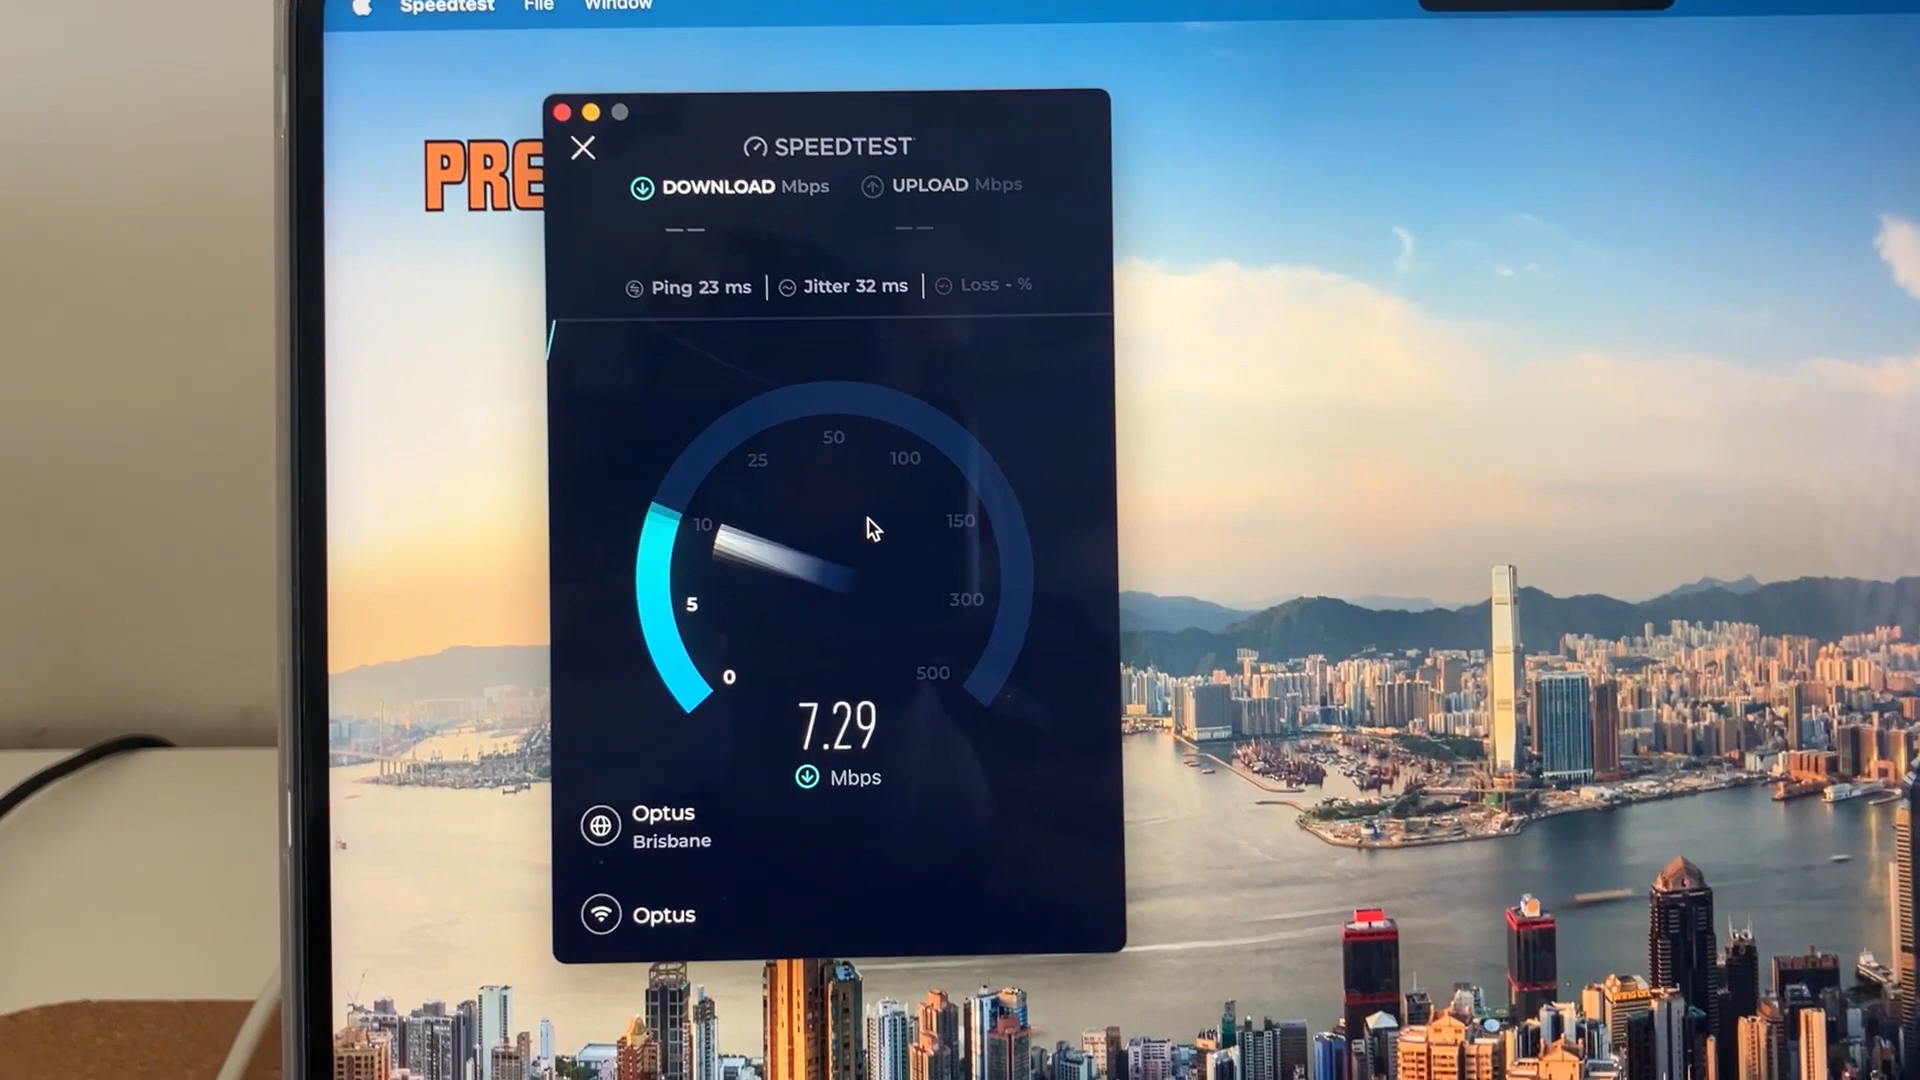 Speedtest File Window
PRE
SPEEDTEST
DOWNLOAD Mbps UPLOAD Mbps
— — — —
Ping 23 ms | Jitter 32 ms | Loss - %
50
25 100
10 150
5 300
0 500
7.29
Mbps
Optus
Brisbane
Optus